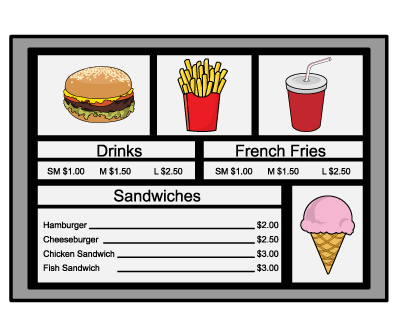 Drinks
SM $1.00 M $1.50 L $2.50
French Fries
SM $1.00 M $1.50 L $2.50
Sandwiches
Hamburger $2.00
Cheeseburger $2.50
Chicken Sandwich $3.00
Fish Sandwich $3.00